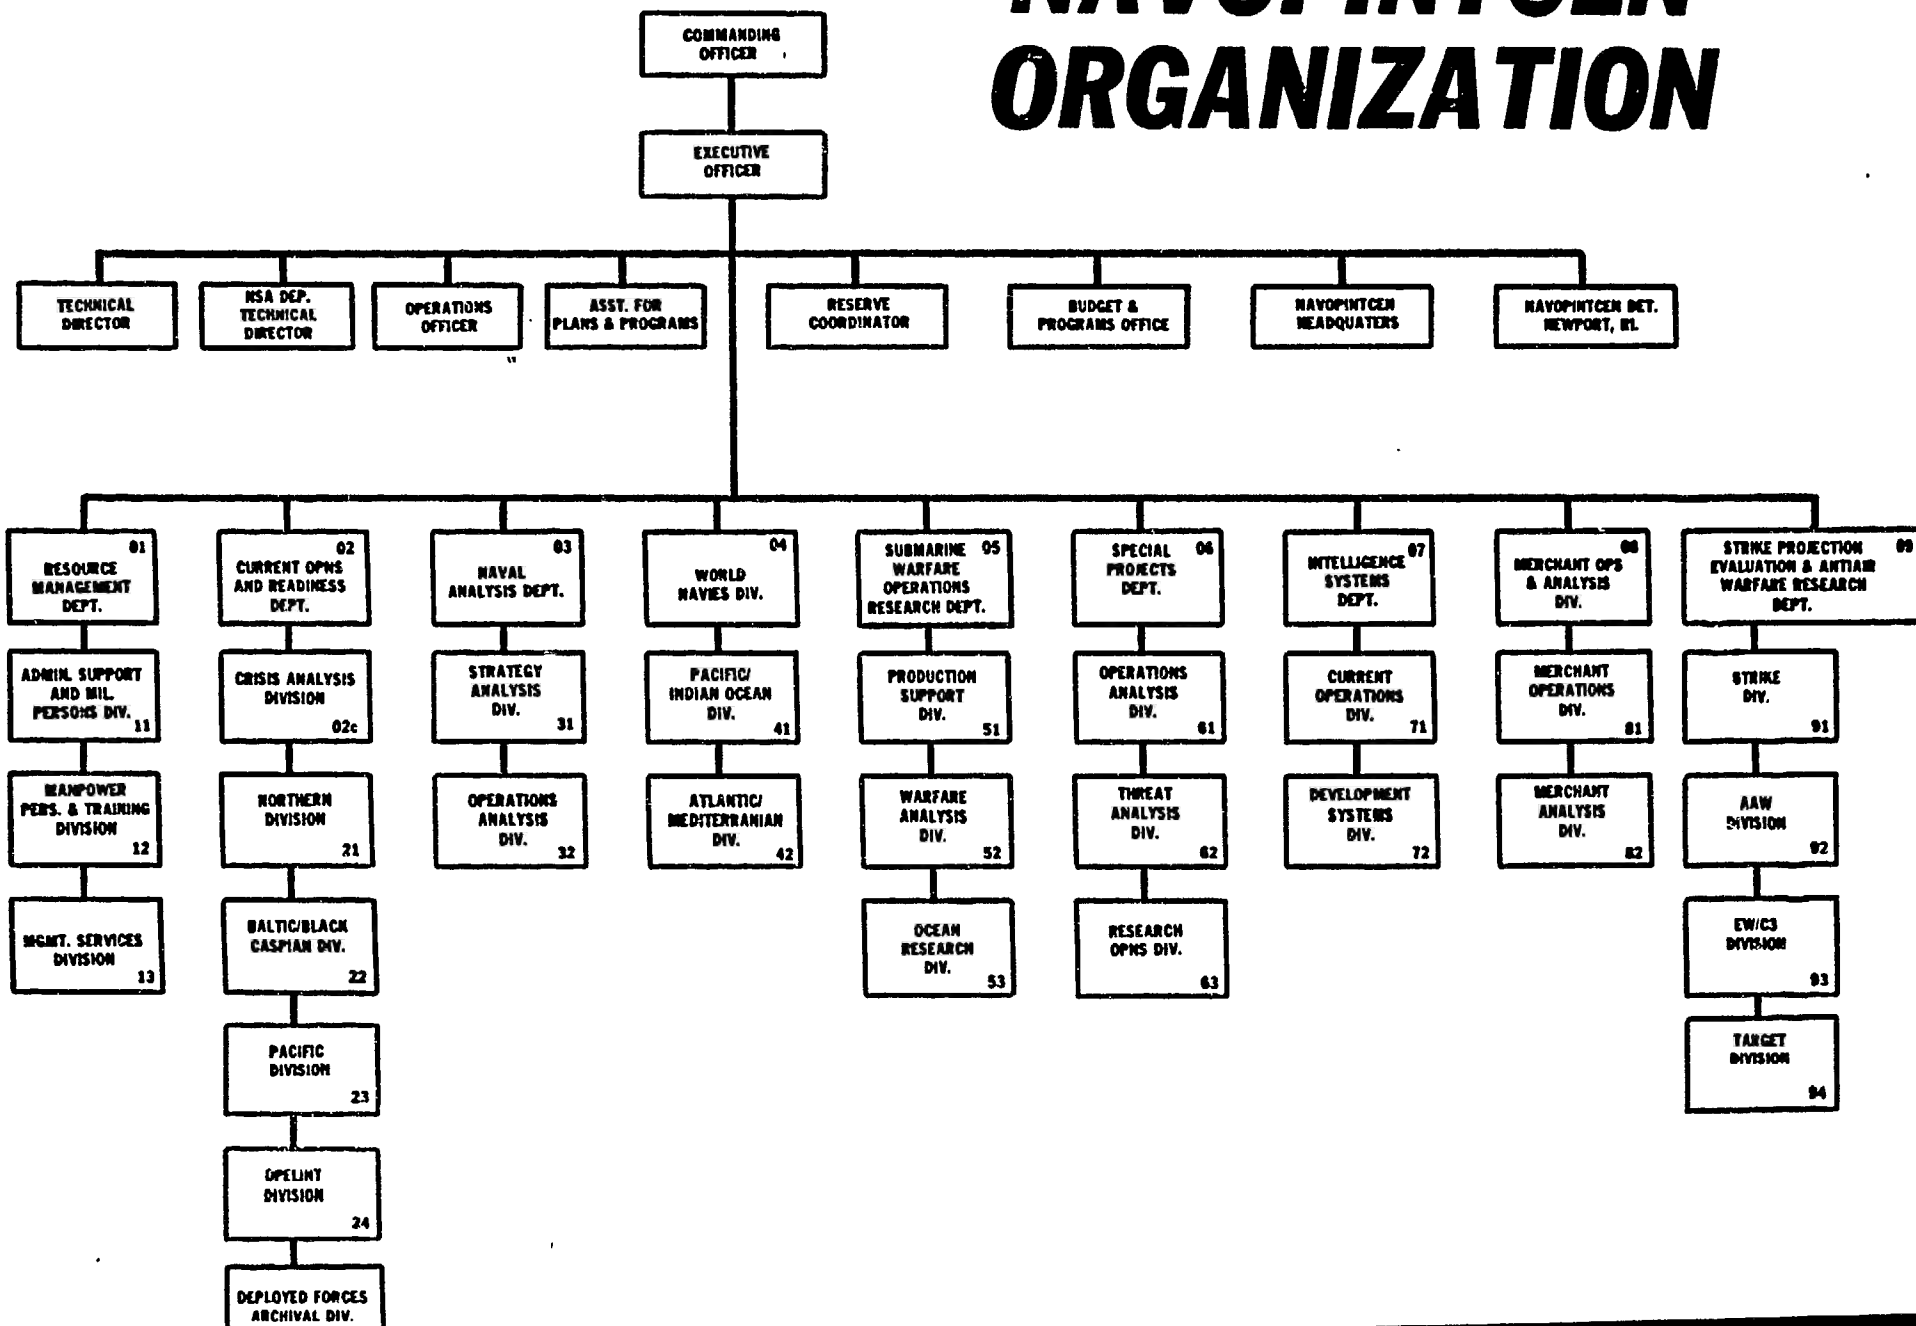 NAVOPINTCEN
ORGANIZATION
COMMANDING
OFFICER
EXECUTIVE
OFFICER
TECHNICAL
DIRECTOR
NSA DEP.
TECHNICAL
DIRECTOR
OPERATIONS
OFFICER
ASST. FOR
PLANS & PROGRAMS
RESERVE
COORDINATOR
BUDGET &
PROGRAMS OFFICE
NAVOPINTCEN
HEADQUATERS
NAVOPINTCEN DET.
NEWPORT, RI.
01
RESOURCE
MANAGEMENT
DEPT.
ADMIN. SUPPORT
AND MIL.
PERSONS DIV.
11
MANPOWER
PERS. & TRAINING
DIVISION
12
MGMT. SERVICES
DIVISION
13
02
CURRENT OPNS
AND READINESS
DEPT.
CRISIS ANALYSIS
DIVISION
02c
NORTHERN
DIVISION
21
BALTIC/BLACK
CASPIAN DIV.
22
PACIFIC
DIVISION
23
OPELINT
DIVISION
24
DEPLOYED FORCES
ARCHIVAL DIV.
03
NAVAL
ANALYSIS DEPT.
STRATEGY
ANALYSIS
DIV.
31
OPERATIONS
ANALYSIS
DIV.
32
04
WORLD
NAVIES DIV.
PACIFIC/
INDIAN OCEAN
DIV.
41
ATLANTIC/
MEDITERRANIAN
DIV.
42
SUBMARINE 05
WARFARE
OPERATIONS
RESEARCH DEPT.
PRODUCTION
SUPPORT
DIV.
51
WARFARE
ANALYSIS
DIV.
52
OCEAN
RESEARCH
DIV.
53
SPECIAL 06
PROJECTS
DEPT.
OPERATIONS
ANALYSIS
DIV.
61
THREAT
ANALYSIS
DIV.
62
RESEARCH
OPNS DIV.
63
07
INTELLIGENCE
SYSTEMS
DEPT.
CURRENT
OPERATIONS
DIV.
71
DEVELOPMENT
SYSTEMS
DIV.
72
08
MERCHANT OPS
& ANALYSIS
DIV.
MERCHANT
OPERATIONS
DIV.
81
MERCHANT
ANALYSIS
DIV.
82
STRIKE PROJECTION 09
EVALUATION & ANTIAIR
WARFARE RESEARCH
DEPT.
STRIKE
DIV.
91
AAW
DIVISION
92
EW/C3
DIVISION
93
TARGET
DIVISION
94